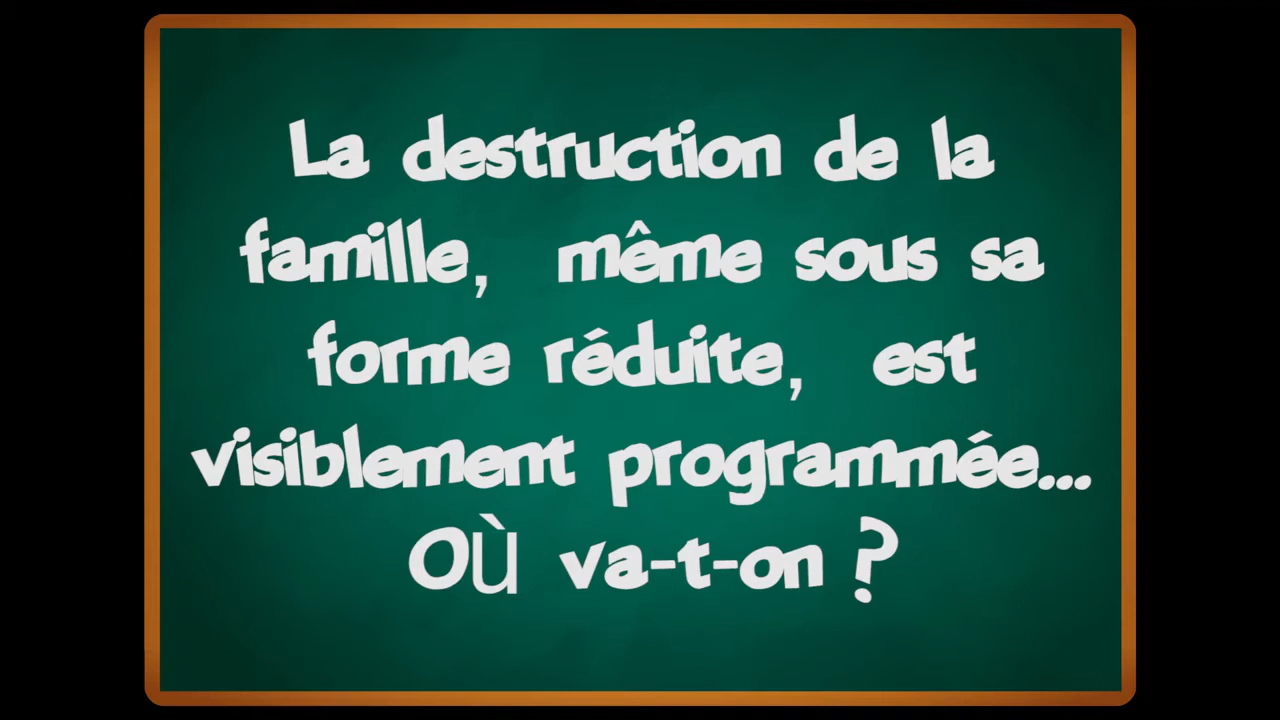 La destruction de la
famille, même sous sa
forme réduite, est
visiblement programmée...
Où va-t-on ?